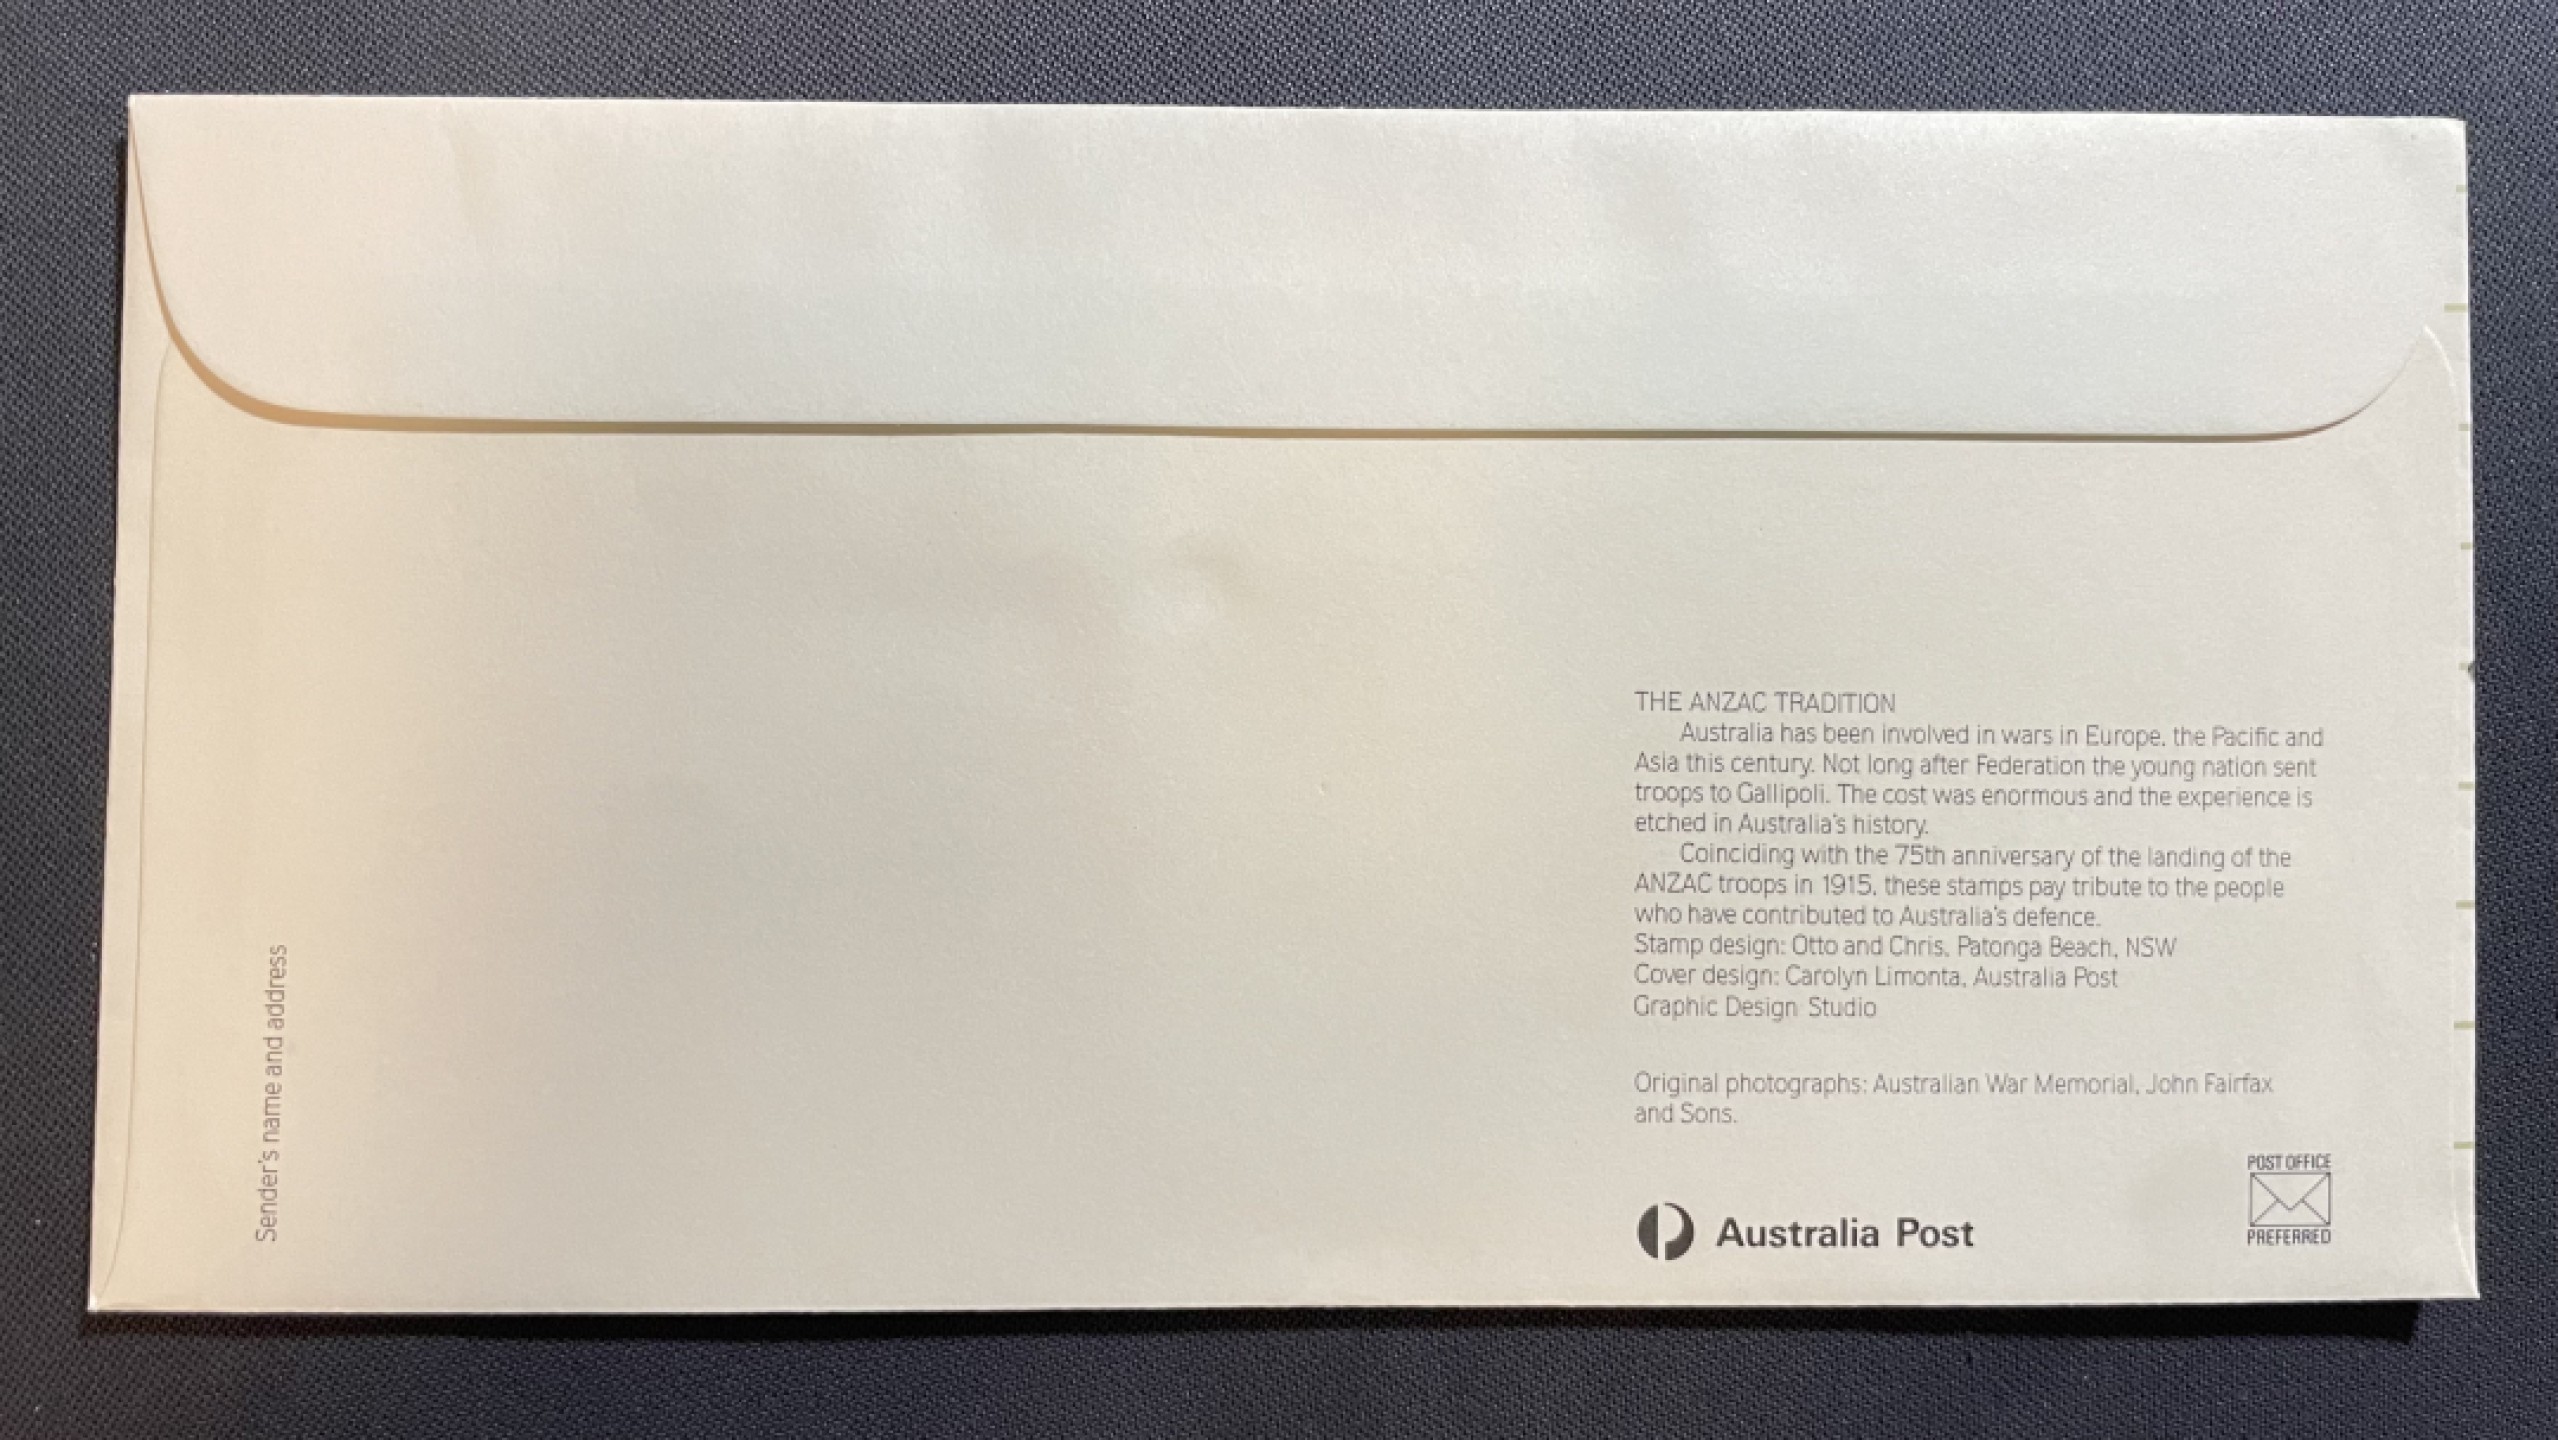 THE ANZAC TRADITION
Australia has been involved in wars in Europe, the Pacific and
Asia this century. Not long after Federation the young nation sent
troops to Gallipoli. The cost was enormous and the experience is
etched in Australia's history.
Coinciding with the 75th anniversary of the landing of the
ANZAC troops in 1915, these stamps pay tribute to the people
who have contributed to Australia's defence.
Stamp design: Otto and Chris, Patonga Beach, NSW
Cover design: Carolyn Limonta, Australia Post
Graphic Design Studio
Original photographs: Australian War Memorial, John Fairfax
and Sons.
Sender's name and address
Australia Post
POST OFFICE
PREFERRED